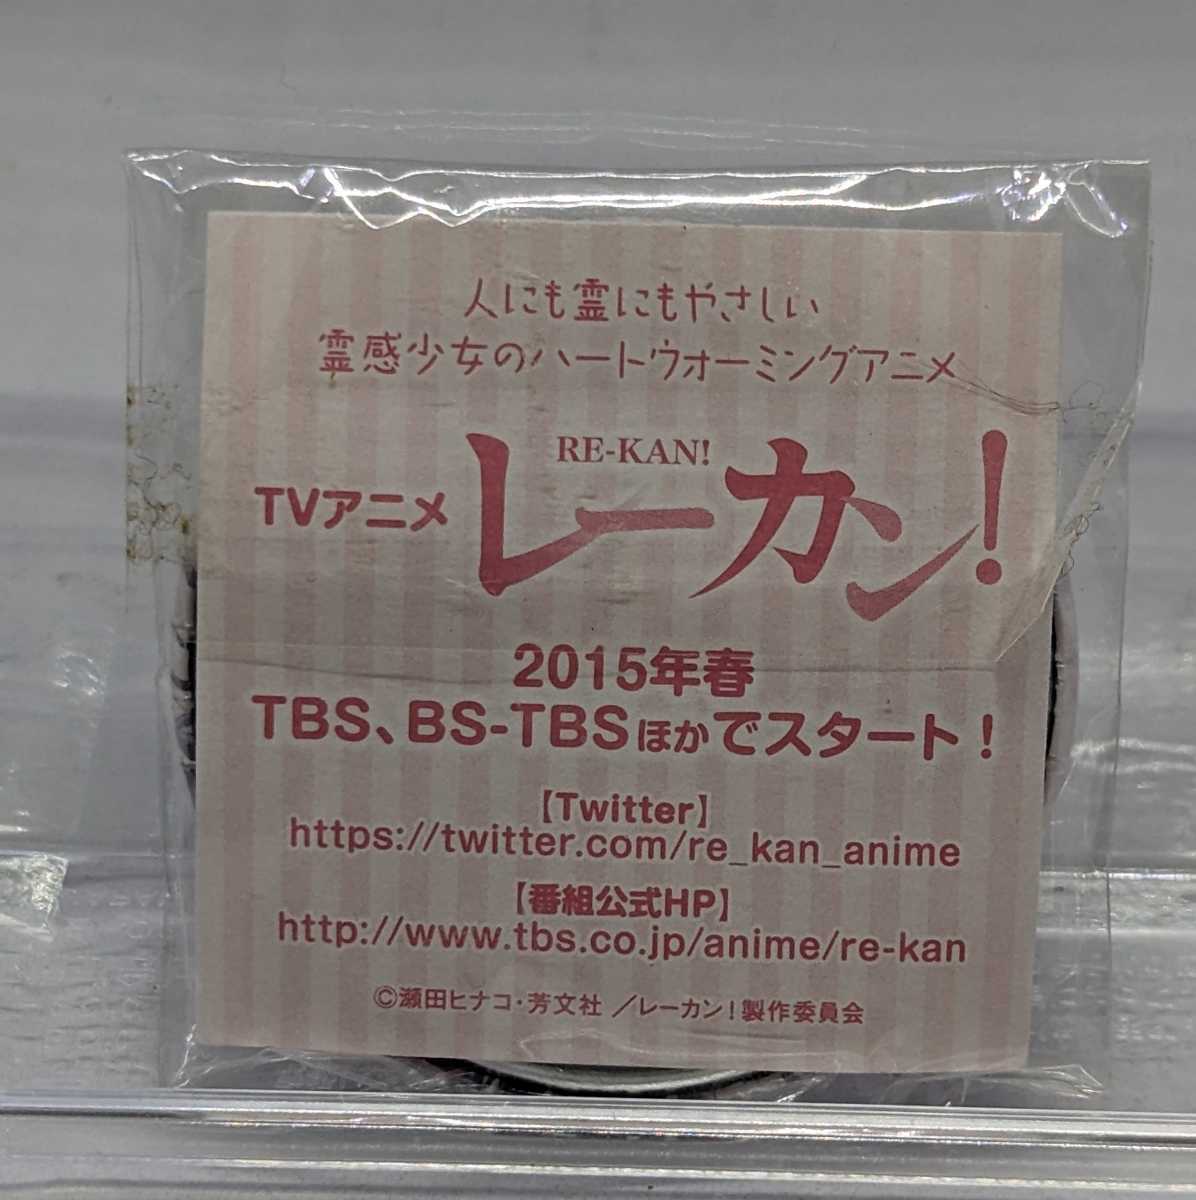 人にも霊にもやさしい
霊感少女のハートウォーミングアニメ
RE-KAN!
TVアニメ レーカン!
2015年春
TBS、BS-TBSほかでスタート!
【Twitter】
https://twitter.com/re_kan_anime
【番組公式HP】
http://www.tbs.co.jp/anime/re-kan
©瀬田ヒナコ・芳文社／レーカン!製作委員会